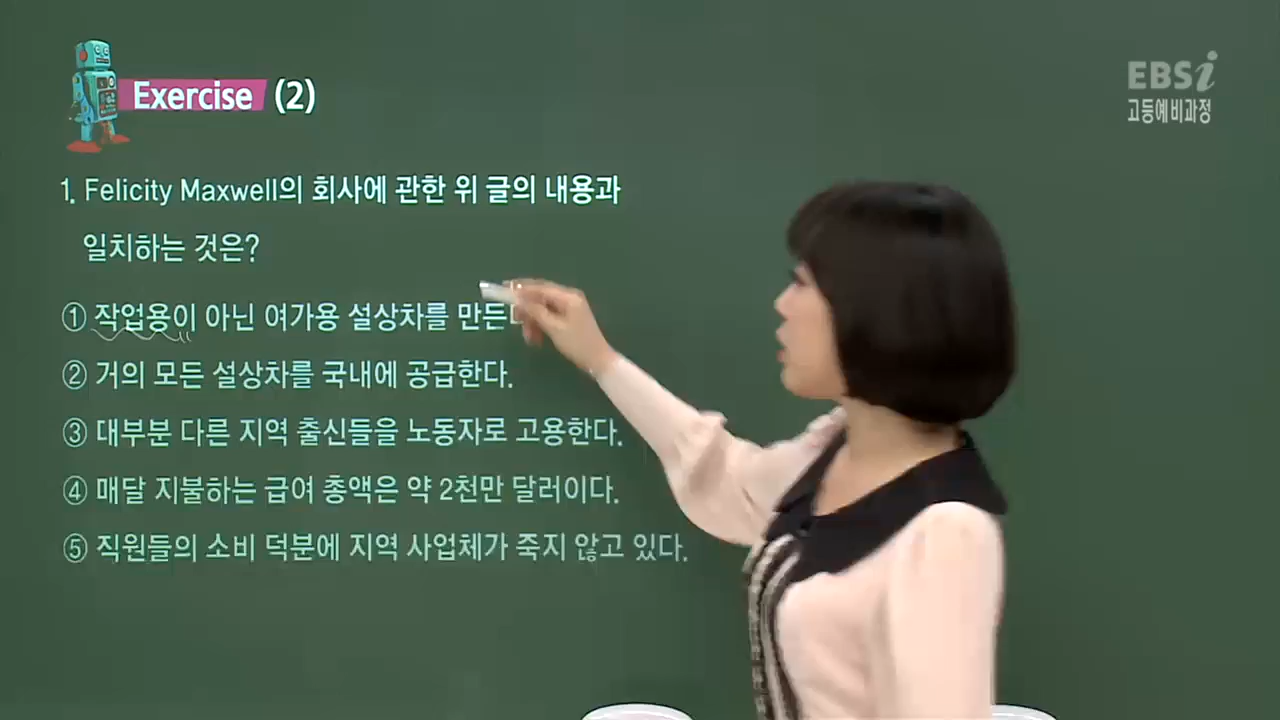 Exercise (2)
EBSi
고등예비과정
1. Felicity Maxwell의 회사에 관한 위 글의 내용과
일치하는 것은?
① 작업용이 아닌 여가용 설상차를 만든다
② 거의 모든 설상차를 국내에 공급한다.
③ 대부분 다른 지역 출신들을 노동자로 고용한다.
④ 매달 지불하는 급여 총액은 약 2천만 달러이다.
⑤ 직원들의 소비 덕분에 지역 사업체가 죽지 않고 있다.